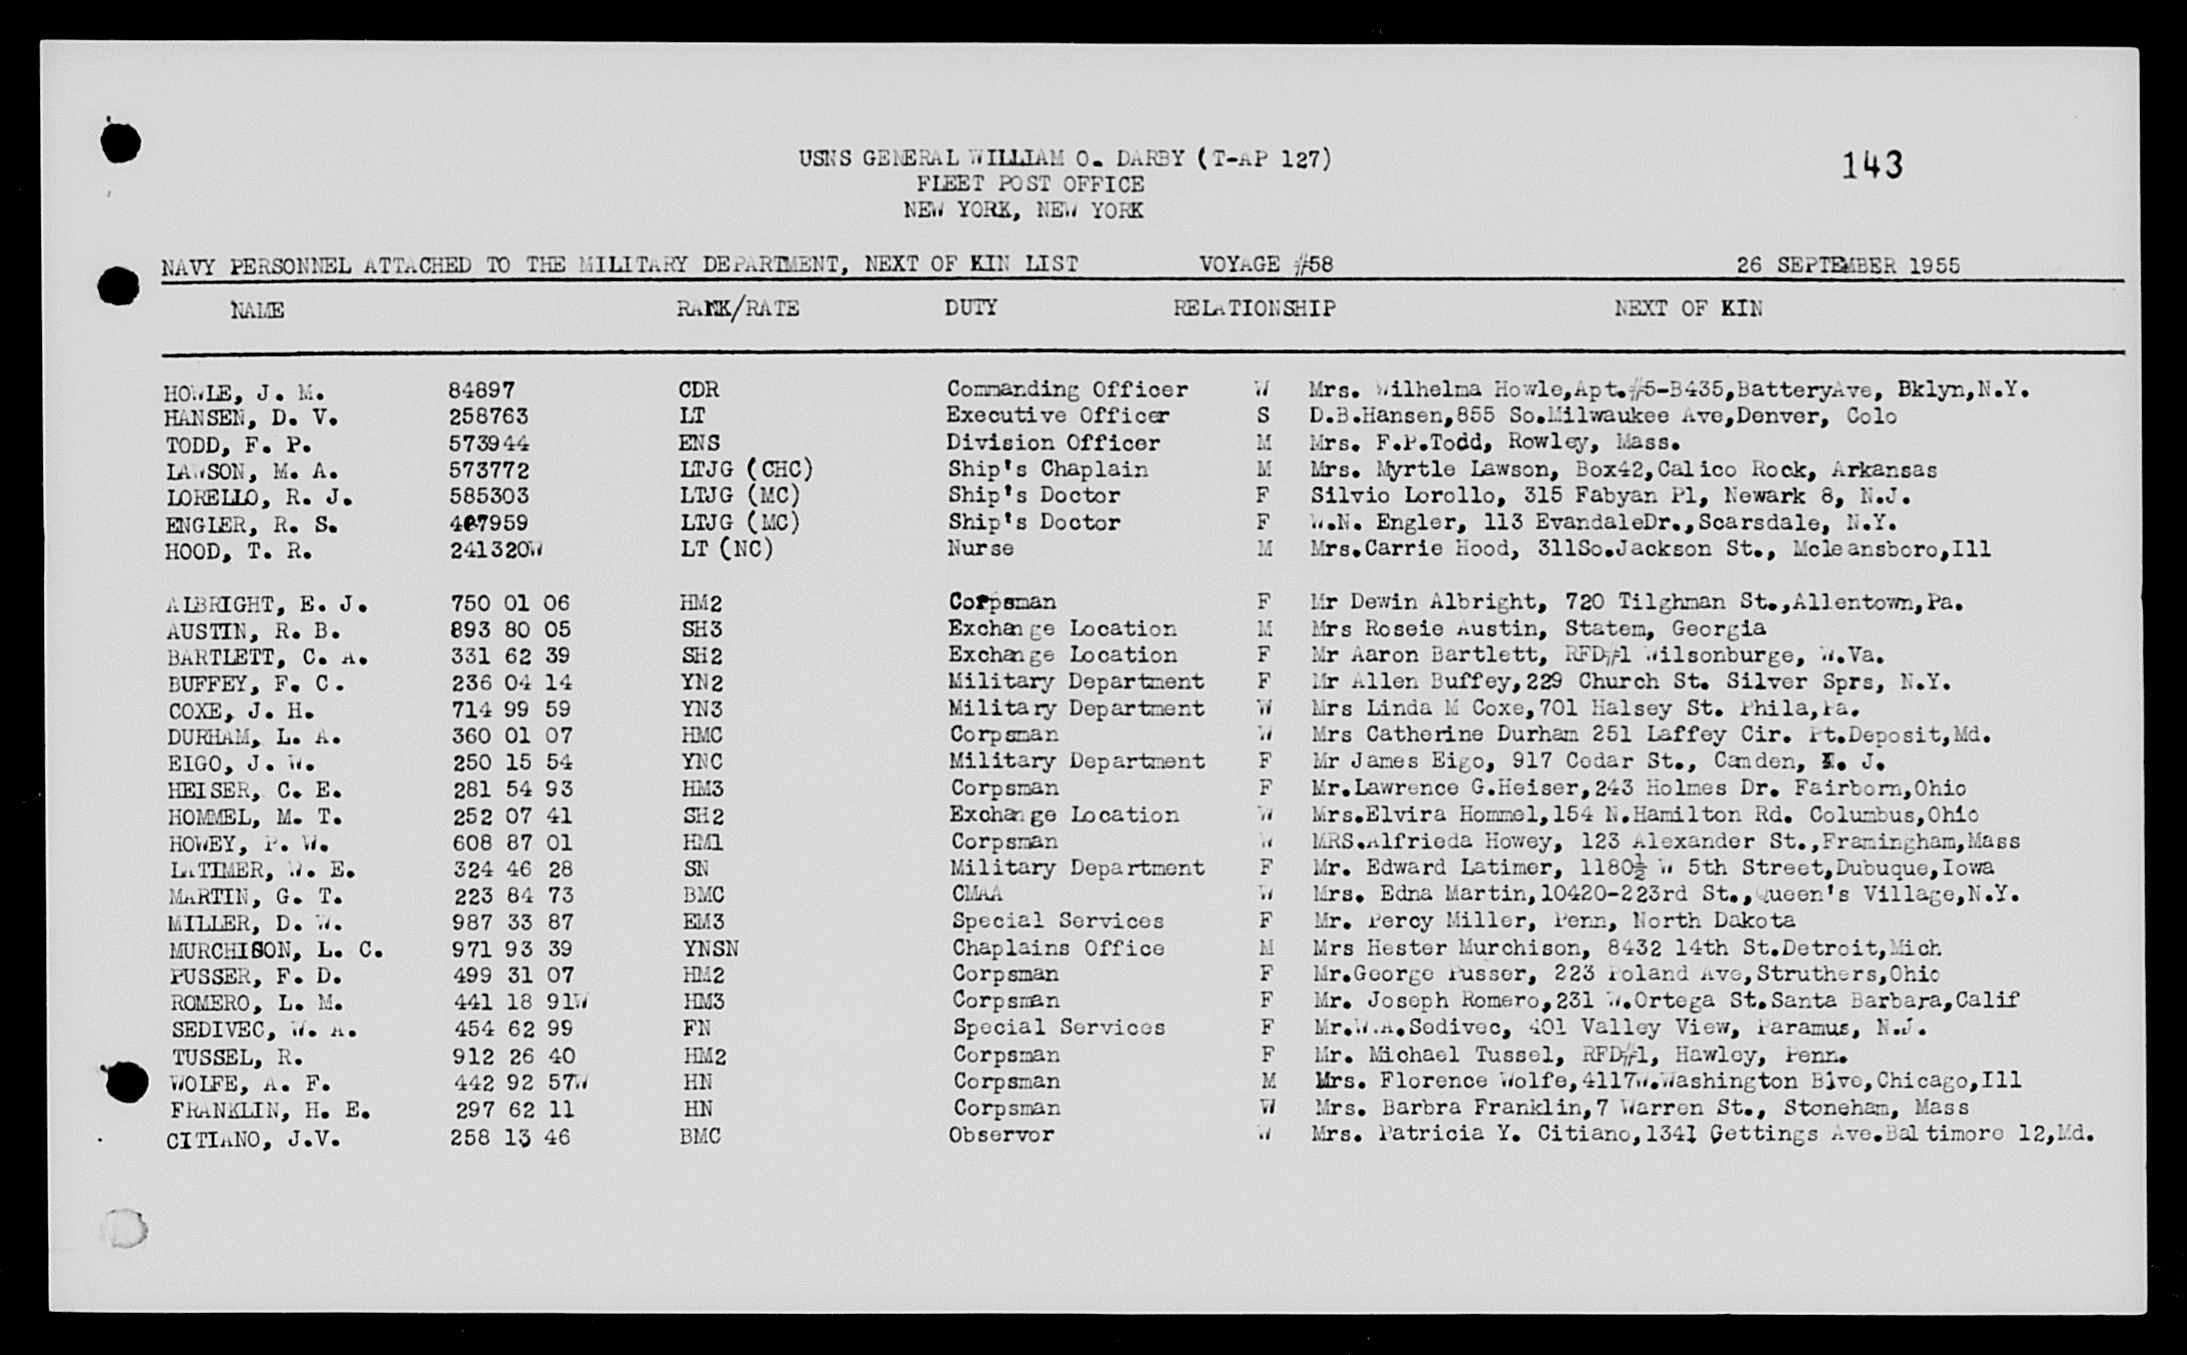 USNS GENERAL WILLIAM O. DARBY (T-AP 127)
143
FLEET POST OFFICE
NEW YORK, NEW YORK
NAVY PERSONNEL ATTACHED TO THE MILITARY DEPARTMENT, NEXT OF KIN LIST VOYAGE #58 26 SEPTEMBER 1955
NAME RANK/RATE DUTY RELATIONSHIP NEXT OF KIN
HOWLE, J. M. 84897 CDR Commanding Officer W Mrs. Wilhelma Howle,Apt.#5-B435,BatteryAve, Bklyn,N.Y.
HANSEN, D. V. 258763 LT Executive Officer S D.B.Hansen,855 So.Milwaukee Ave,Denver, Colo
TODD, F. P. 573944 ENS Division Officer M Mrs. F.P.Todd, Rowley, Mass.
LAWSON, M. A. 573772 LTJG (CHC) Ship's Chaplain M Mrs. Myrtle Lawson, Box42,Calico Rock, Arkansas
LORELLO, R. J. 585303 LTJG (MC) Ship's Doctor F Silvio Lorollo, 315 Fabyan Pl, Newark 8, N.J.
ENGLER, R. S. LTJG (MC) Ship's Doctor F W.N. Engler, 113 EvandaleDr.,Scarsdale, N.Y.
HOOD, T. R. 241320W LT (NC) Nurse M Mrs.Carrie Hood, 311So.Jackson St., Mcleansboro,Ill
ALBRIGHT, E. J. 750 01 06 HM2 Corpsman F Mr Dewin Albright, 720 Tilghman St.,Allentown,Pa.
AUSTIN, R. B. 893 80 05 SH3 Exchange Location M Mrs Roseie Austin, Statem, Georgia
BARTLETT, C. A. 331 62 39 SH2 Exchange Location F Mr Aaron Bartlett, RFD#1 Wilsonburge, W.Va.
BUFFEY, F. C. 236 04 14 YN2 Military Department F Mr Allen Buffey,229 Church St. Silver Sprs, N.Y.
COXE, J. H. 714 99 59 YN3 Military Department W Mrs Linda M Coxe,701 Halsey St. Phila,Pa.
DURHAM, L. A. 360 01 07 HMC Corpsman W Mrs Catherine Durham 251 Laffey Cir. Pt.Deposit,Md.
EIGO, J. W. 250 15 54 YNC Military Department F Mr James Eigo, 917 Cedar St., Camden, N. J.
HEISER, C. E. 281 54 93 HM3 Corpsman F Mr.Lawrence G.Heiser,243 Holmes Dr. Fairborn,Ohio
HOMMEL, M. T. 252 07 41 SH2 Exchange Location W Mrs.Elvira Hommel,154 N.Hamilton Rd. Columbus,Ohio
HOWEY, P. W. 608 87 01 HM1 Corpsman W MRS.Alfrieda Howey, 123 Alexander St.,Framingham,Mass
LATIMER, W. E. 324 46 28 SN Military Department F Mr. Edward Latimer, 1180½ W 5th Street,Dubuque,Iowa
MARTIN, G. T. 223 84 73 BMC CMAA W Mrs. Edna Martin,10420-223rd St.,Queen's Village,N.Y.
MILLER, D. W. 987 33 87 EM3 Special Services F Mr. Percy Miller, Penn, North Dakota
MURCHISON, L. C. 971 93 39 YNSN Chaplains Office M Mrs Hester Murchison, 8432 14th St.Detroit,Mich
PUSSER, F. D. 499 31 07 HM2 Corpsman F Mr.George Pusser, 223 Poland Ave,Struthers,Ohio
ROMERO, L. M. 441 18 91W HM3 Corpsman F Mr. Joseph Romero,231 W.Ortega St.Santa Barbara,Calif
SEDIVEC, W. A. 454 62 99 FN Special Services F Mr.W.A.Sedivec, 401 Valley View, Paramus, N.J.
TUSSEL, R. 912 26 40 HM2 Corpsman F Mr. Michael Tussel, RFD#1, Hawley, Penn.
WOLFE, A. F. 442 92 57W HN Corpsman M Mrs. Florence Wolfe,4117W.Washington Blve,Chicago,Ill
FRANKLIN, H. E. 297 62 11 HN Corpsman W Mrs. Barbra Franklin,7 Warren St., Stoneham, Mass
CITIANO, J.V. 258 13 46 BMC Observor W Mrs. Patricia Y. Citiano,1341 Gettings Ave.Baltimore 12,Md.